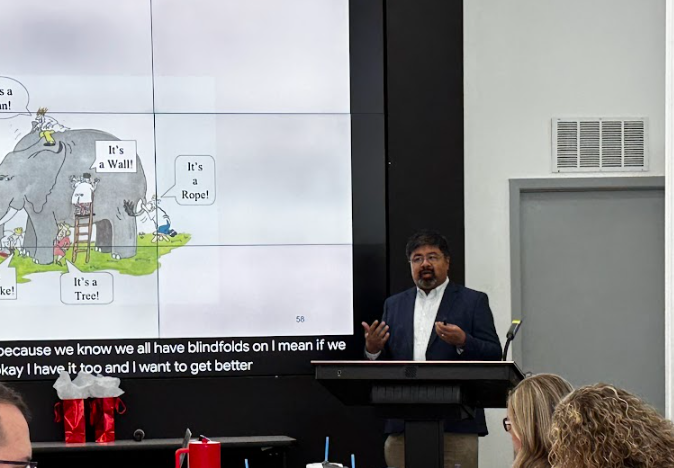 s a
n!
It's
a Wall!
It's
a
Rope!
ke!
It's a
Tree!
58
because we know we all have blindfolds on I mean if we
okay I have it too and I want to get better